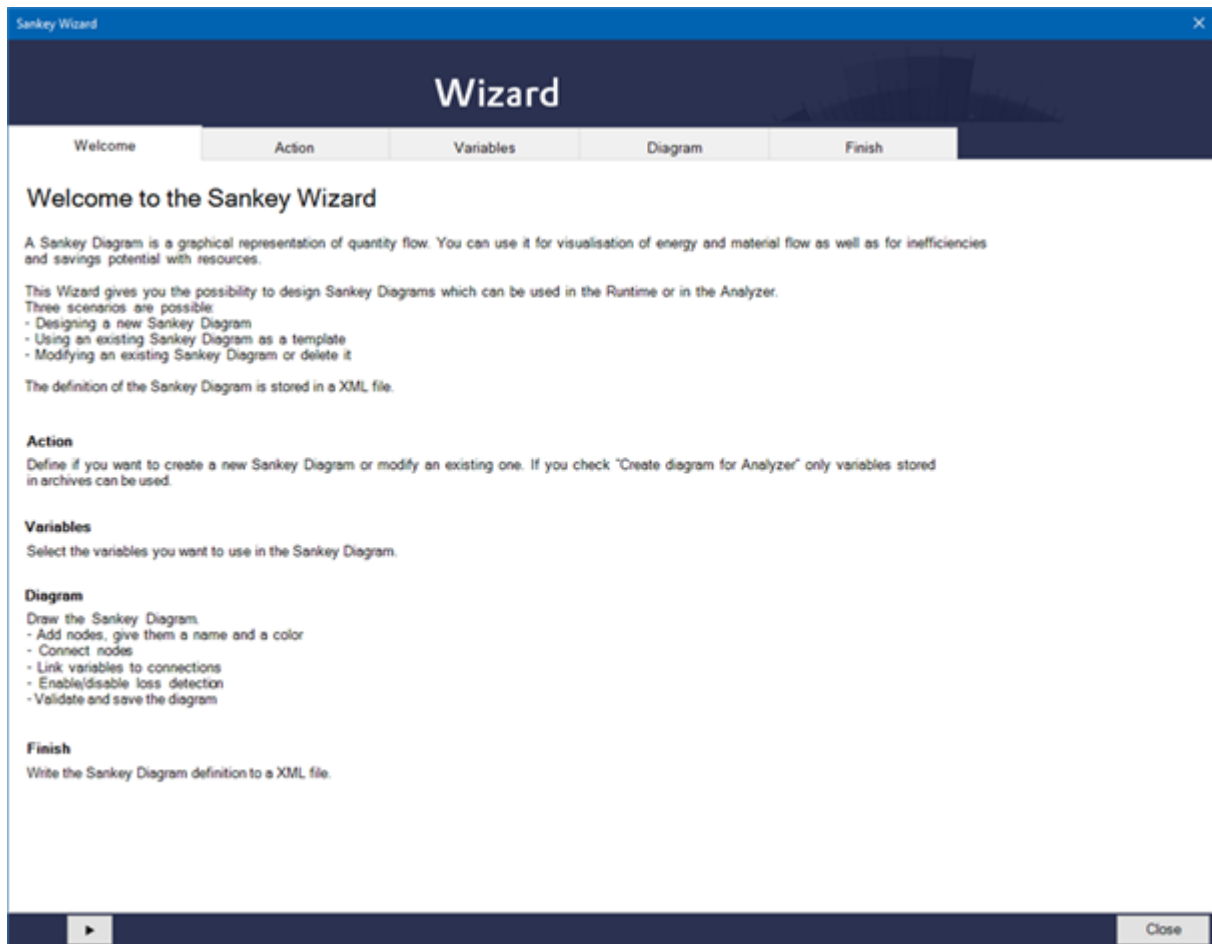 Sankey Wizard
Wizard
Welcome
Action
Variables
Diagram
Finish
Welcome to the Sankey Wizard
A Sankey Diagram is a graphical representation of quantity flow. You can use it for visualisation of energy and material flow as well as for inefficiencies
and savings potential with resources.
This Wizard gives you the possibility to design Sankey Diagrams which can be used in the Runtime or in the Analyzer.
Three scenarios are possible:
- Designing a new Sankey Diagram
- Using an existing Sankey Diagram as a template
- Modifying an existing Sankey Diagram or delete it
The definition of the Sankey Diagram is stored in a XML file.
Action
Define if you want to create a new Sankey Diagram or modify an existing one. If you check "Create diagram for Analyzer" only variables stored
in archives can be used.
Variables
Select the variables you want to use in the Sankey Diagram.
Diagram
Draw the Sankey Diagram.
- Add nodes, give them a name and a color
- Connect nodes
- Link variables to connections
- Enable/disable loss detection
- Validate and save the diagram
Finish
Write the Sankey Diagram definition to a XML file.
Close